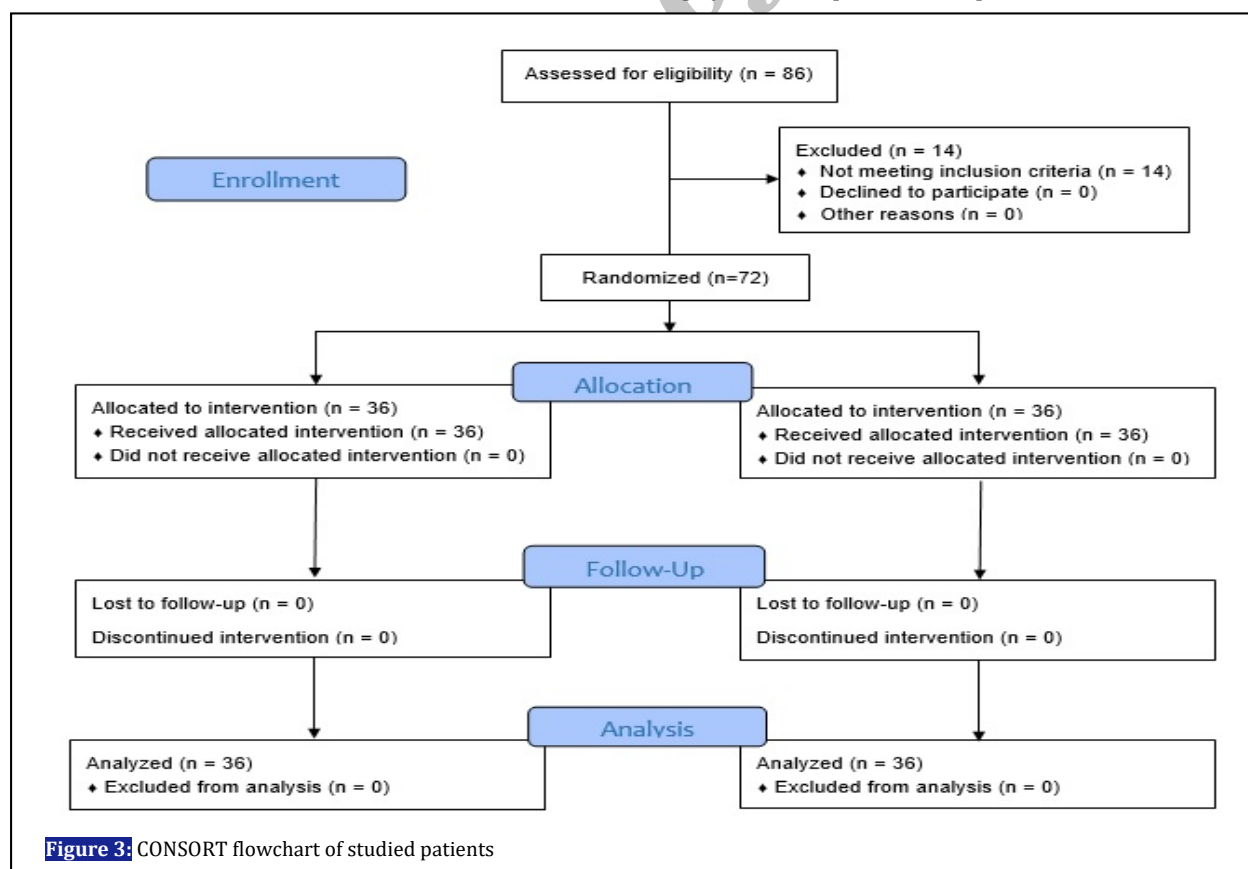 Assessed for eligibility (n = 86)
Enrollment
Excluded (n = 14)
♦ Not meeting inclusion criteria (n = 14)
♦ Declined to participate (n = 0)
♦ Other reasons (n = 0)
Randomized (n=72)
Allocation
Allocated to intervention (n = 36)
♦ Received allocated intervention (n = 36)
♦ Did not receive allocated intervention (n = 0)
Allocated to intervention (n = 36)
♦ Received allocated intervention (n = 36)
♦ Did not receive allocated intervention (n = 0)
Follow-Up
Lost to follow-up (n = 0)
Discontinued intervention (n = 0)
Lost to follow-up (n = 0)
Discontinued intervention (n = 0)
Analysis
Analyzed (n = 36)
♦ Excluded from analysis (n = 0)
Analyzed (n = 36)
♦ Excluded from analysis (n = 0)
Figure 3: CONSORT flowchart of studied patients